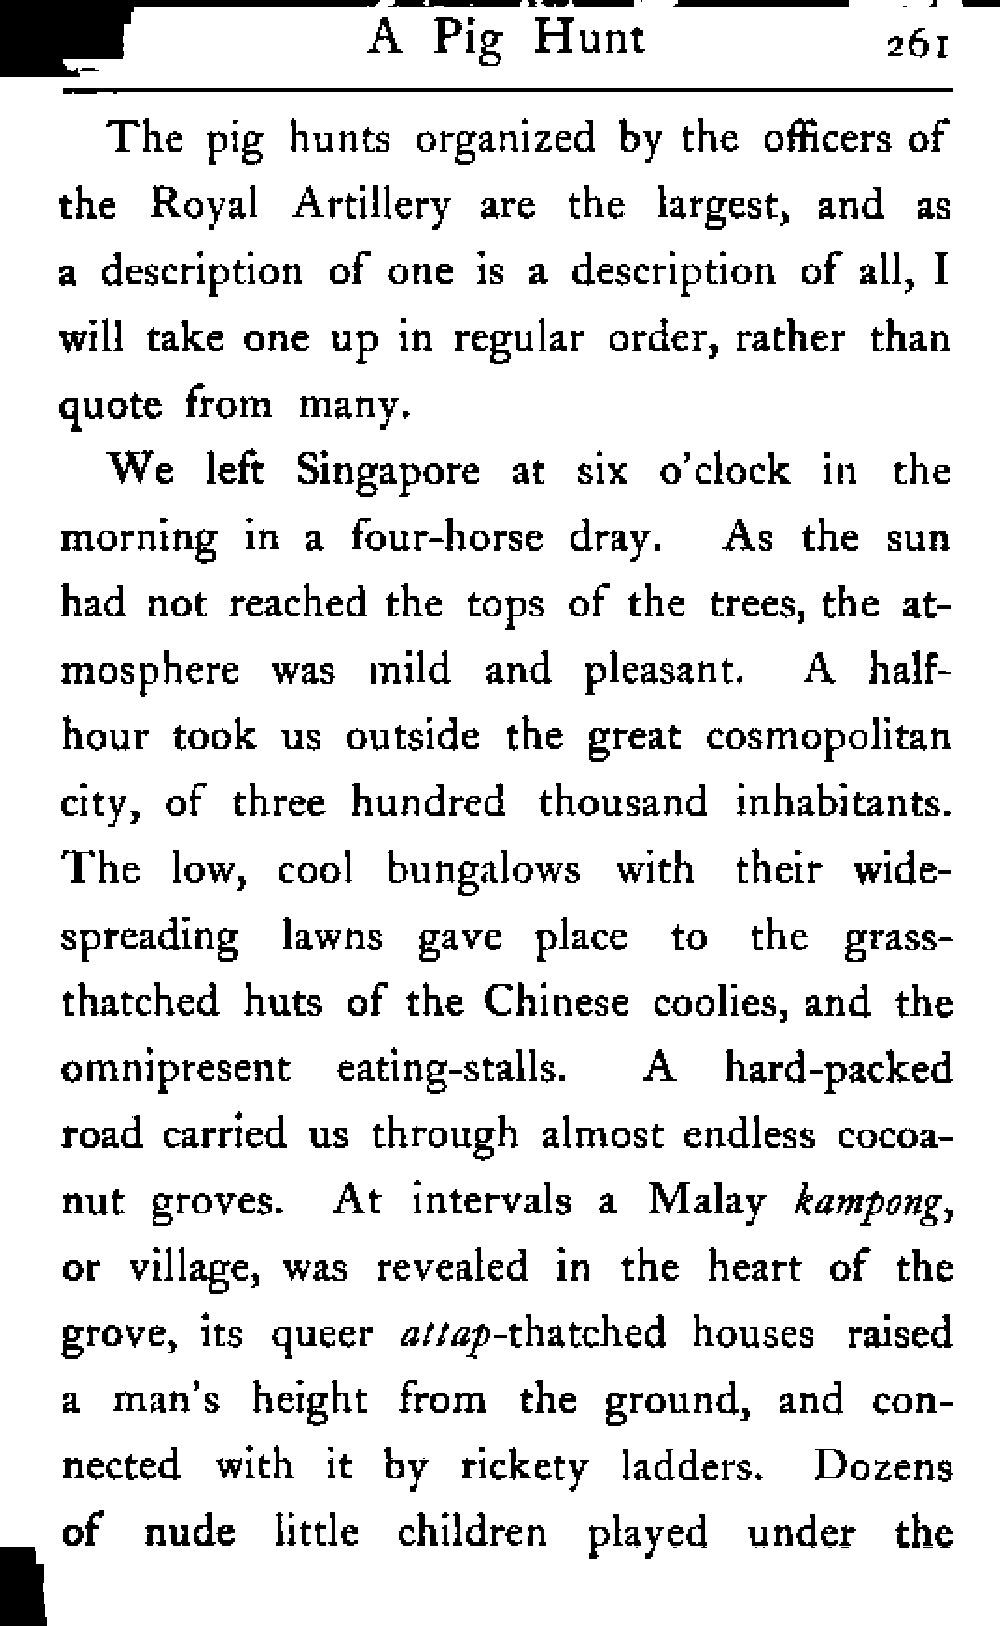 A Pig Hunt 261
The pig hunts organized by the officers of
the Royal Artillery are the largest, and as
a description of one is a description of all, I
will take one up in regular order, rather than
quote from many.
We left Singapore at six o'clock in the
morning in a four-horse dray. As the sun
had not reached the tops of the trees, the at-
mosphere was mild and pleasant. A half-
hour took us outside the great cosmopolitan
city, of three hundred thousand inhabitants.
The low, cool bungalows with their wide-
spreading lawns gave place to the grass-
thatched huts of the Chinese coolies, and the
omnipresent eating-stalls. A hard-packed
road carried us through almost endless cocoa-
nut groves. At intervals a Malay kampong,
or village, was revealed in the heart of the
grove, its queer attap-thatched houses raised
a man's height from the ground, and con-
nected with it by rickety ladders. Dozens
of nude little children played under the